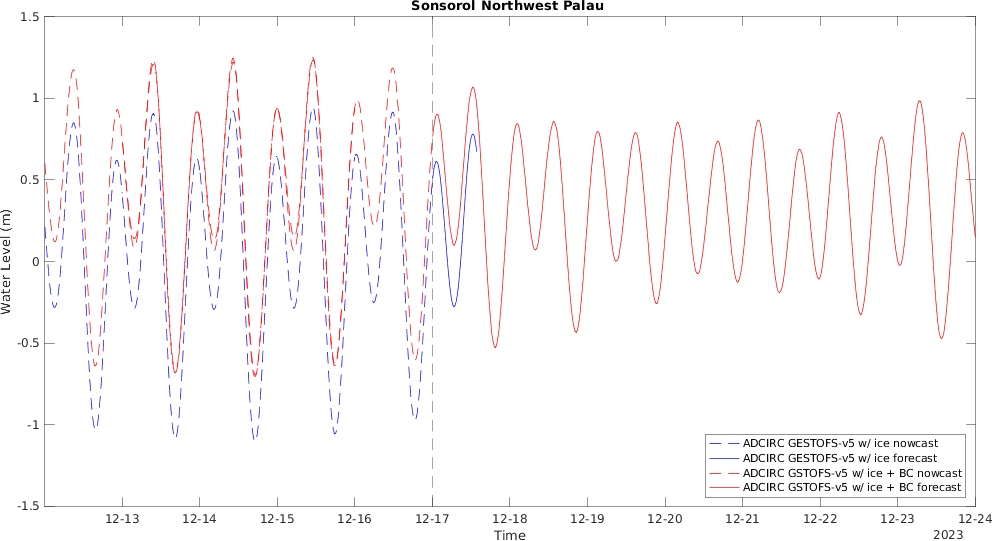 Sonsorol Northwest Palau
1.5
1
0.5
0
-0.5
-1
-1.5
Water Level (m)
ADCIRC GESTOFS-v5 w/ ice nowcast
ADCIRC GESTOFS-v5 w/ ice forecast
ADCIRC GSTOFS-v5 w/ ice + BC nowcast
ADCIRC GSTOFS-v5 w/ ice + BC forecast
12-13 12-14 12-15 12-16 12-17 12-18 12-19 12-20 12-21 12-22 12-23 12-24
Time
2023